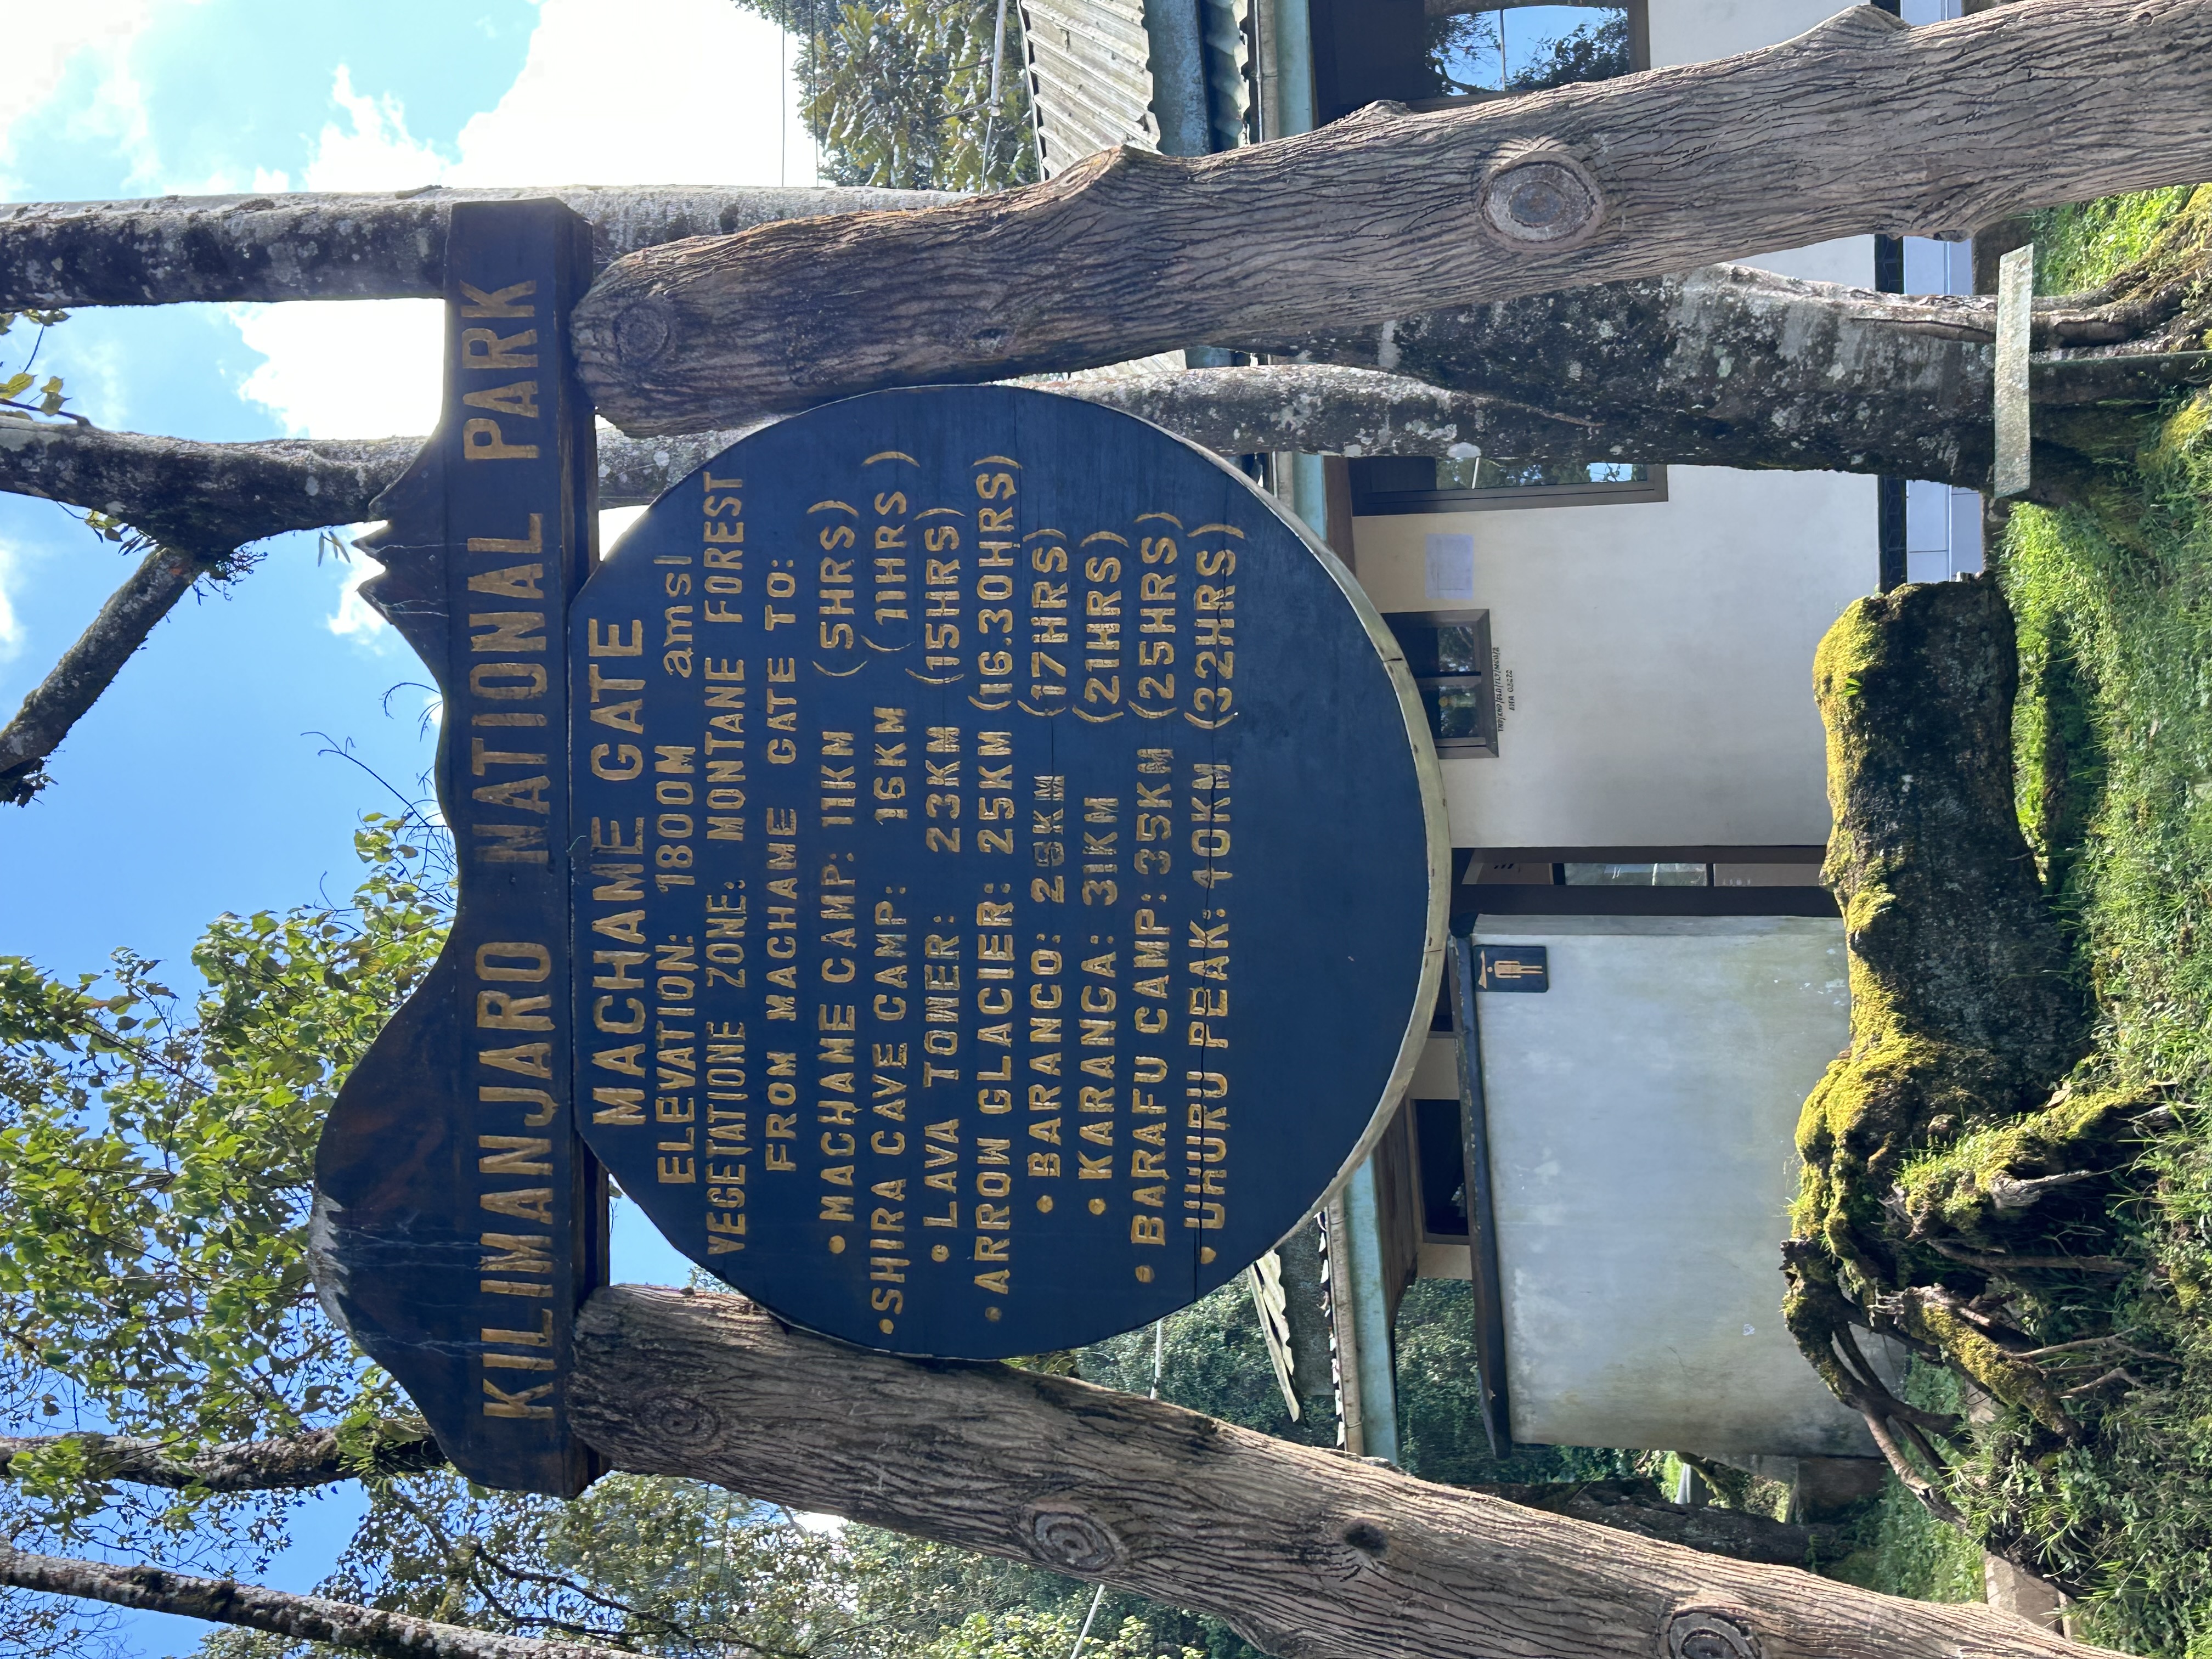 KILIMANJARO NATIONAL PARK
MACHAME GATE
ELEVATION: 1800M amsl
VEGETATIONE ZONE: MONTANE FOREST
FROM MACHAME GATE TO:
• MACHAME CAMP: 11KM (5HRS)
• SHIRA CAVE CAMP: 16KM (11HRS)
• LAVA TOWER: 23KM (15HRS)
• ARROW GLACIER: 25KM (16.30HRS)
• BARANCO: 28KM (17HRS)
• KARANGA: 31KM (21HRS)
• BARAFU CAMP: 35KM (25HRS)
• UHURU PEAK: 40KM (32HRS)